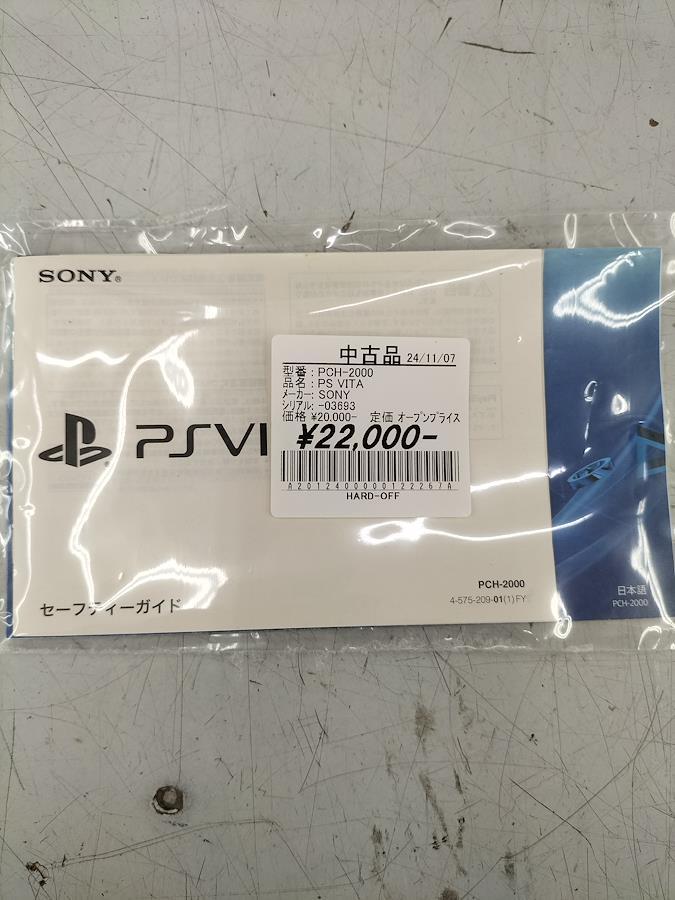 SONY®
中古品 24/11/07
型番：PCH-2000
品名：PS VITA
メーカー：SONY
シリアル：-03693
価格 ¥20,000- 定価 オープンプライス
¥22,000-
A2012400000122267A
HARD-OFF
PSVI
PCH-2000
4-575-209-01(1)FY
セーフティーガイド
日本語
PCH-2000